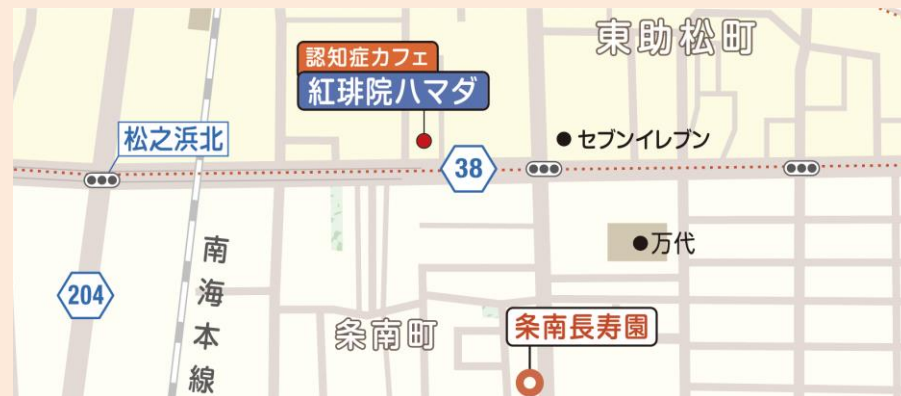 東助松町
認知症カフェ
紅琲院ハマダ
松之浜北
セブンイレブン
38
万代
南海本線
204
条南町
条南長寿園